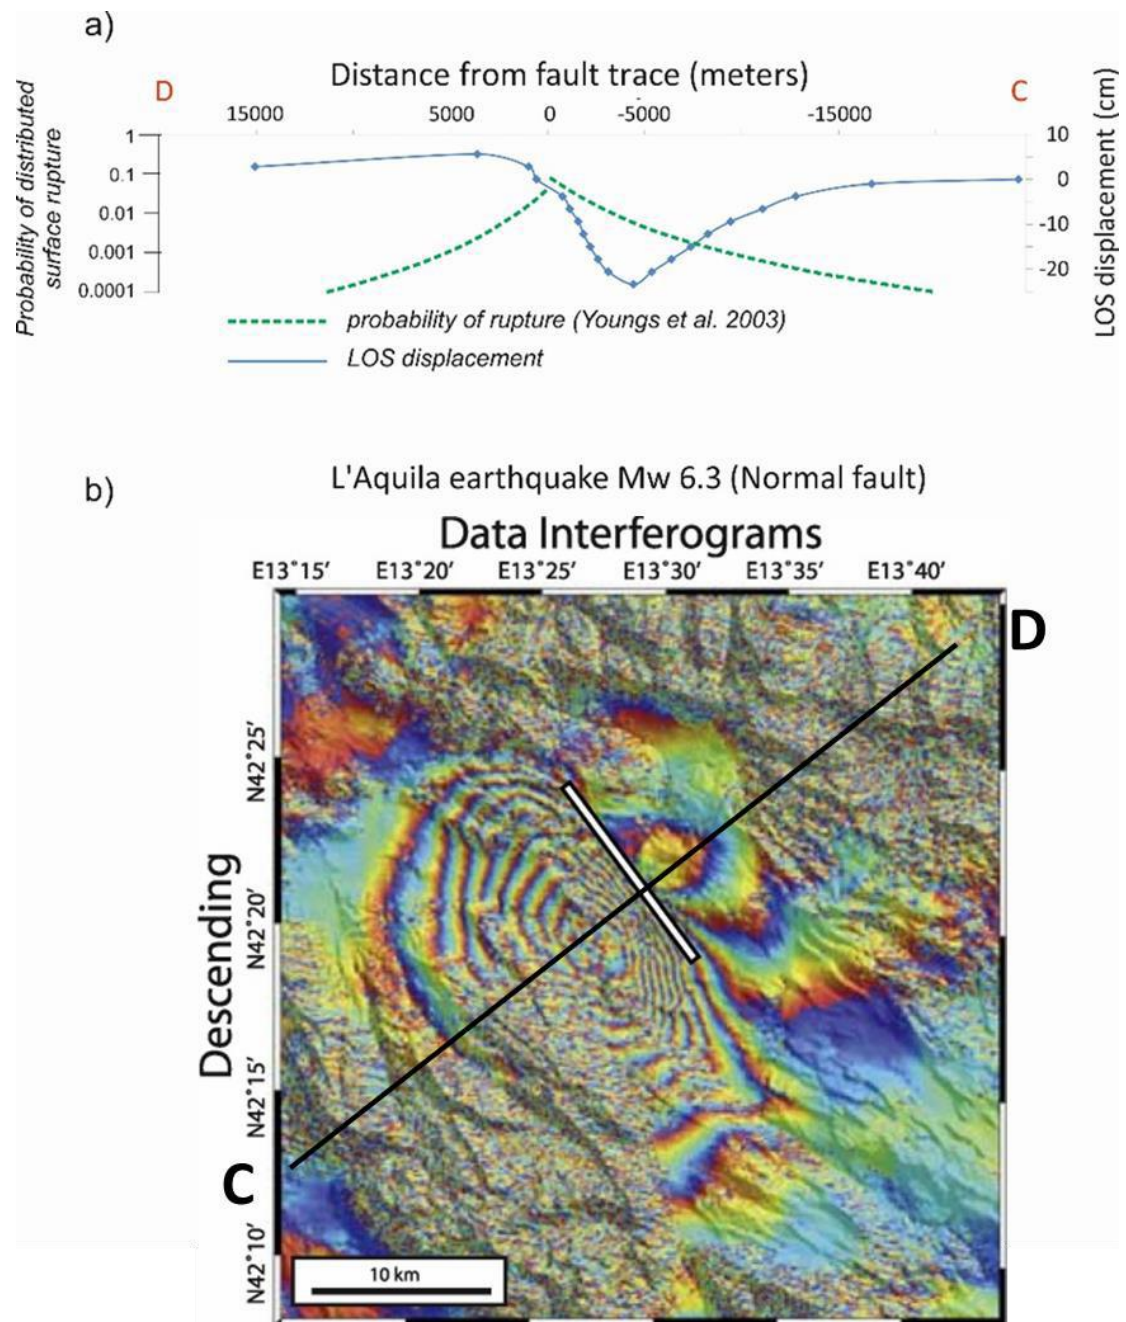 a)
Distance from fault trace (meters)
D
C
15000 5000 0 -5000 -15000
Probability of distributed
surface rupture
1
0.1
0.01
0.001
0.0001
10
0
-10
-20
LOS displacement (cm)
probability of rupture (Youngs et al. 2003)
LOS displacement
b)
L'Aquila earthquake Mw 6.3 (Normal fault)
Data Interferograms
E13°15′ E13°20′ E13°25′ E13°30′ E13°35′ E13°40′
D
N42°25′
N42°20′
N42°15′
N42°10′
Descending
C
10 km